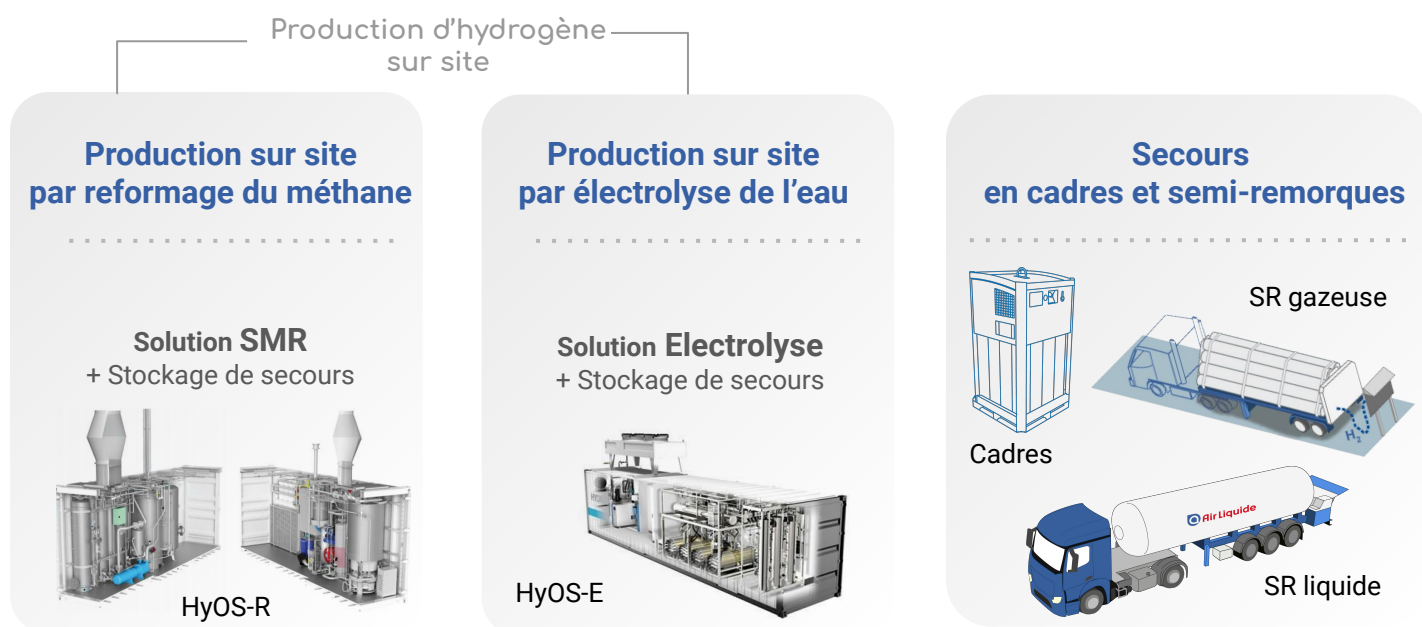 Production d’hydrogène
sur site
Production sur site
par reformage du méthane
Solution SMR
+ Stockage de secours
HyOS-R
Production sur site
par électrolyse de l’eau
Solution Electrolyse
+ Stockage de secours
HyOS-E
Secours
en cadres et semi-remorques
SR gazeuse
H2
Cadres
Air Liquide
SR liquide